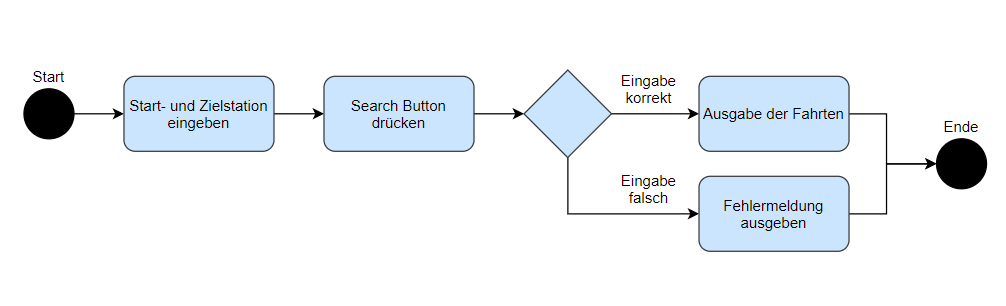 Start
Start- und Zielstation
eingeben
Search Button
drücken
Eingabe
korrekt
Ausgabe der Fahrten
Eingabe
falsch
Fehlermeldung
ausgeben
Ende